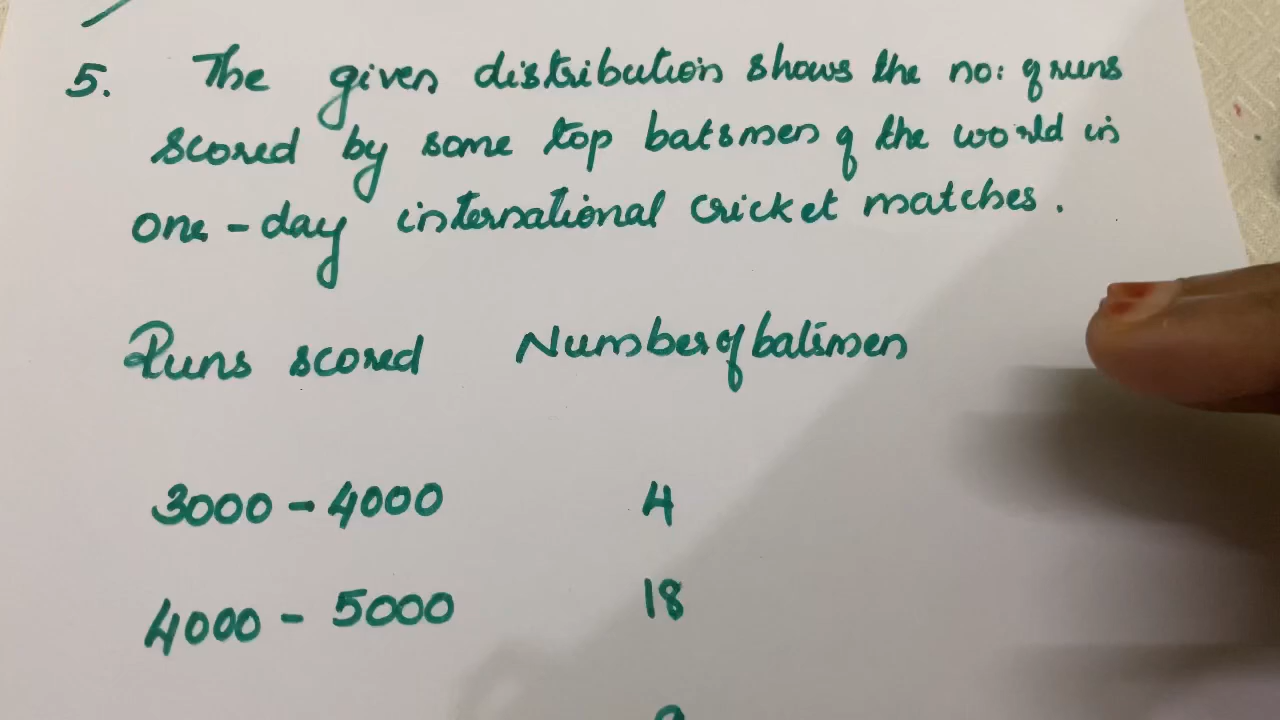 5. The given distribution shows the no: of runs
scored by some top batsmen of the world in
one-day international cricket matches.
Runs scored Number of batsmen
3000 - 4000 4
4000 - 5000 18